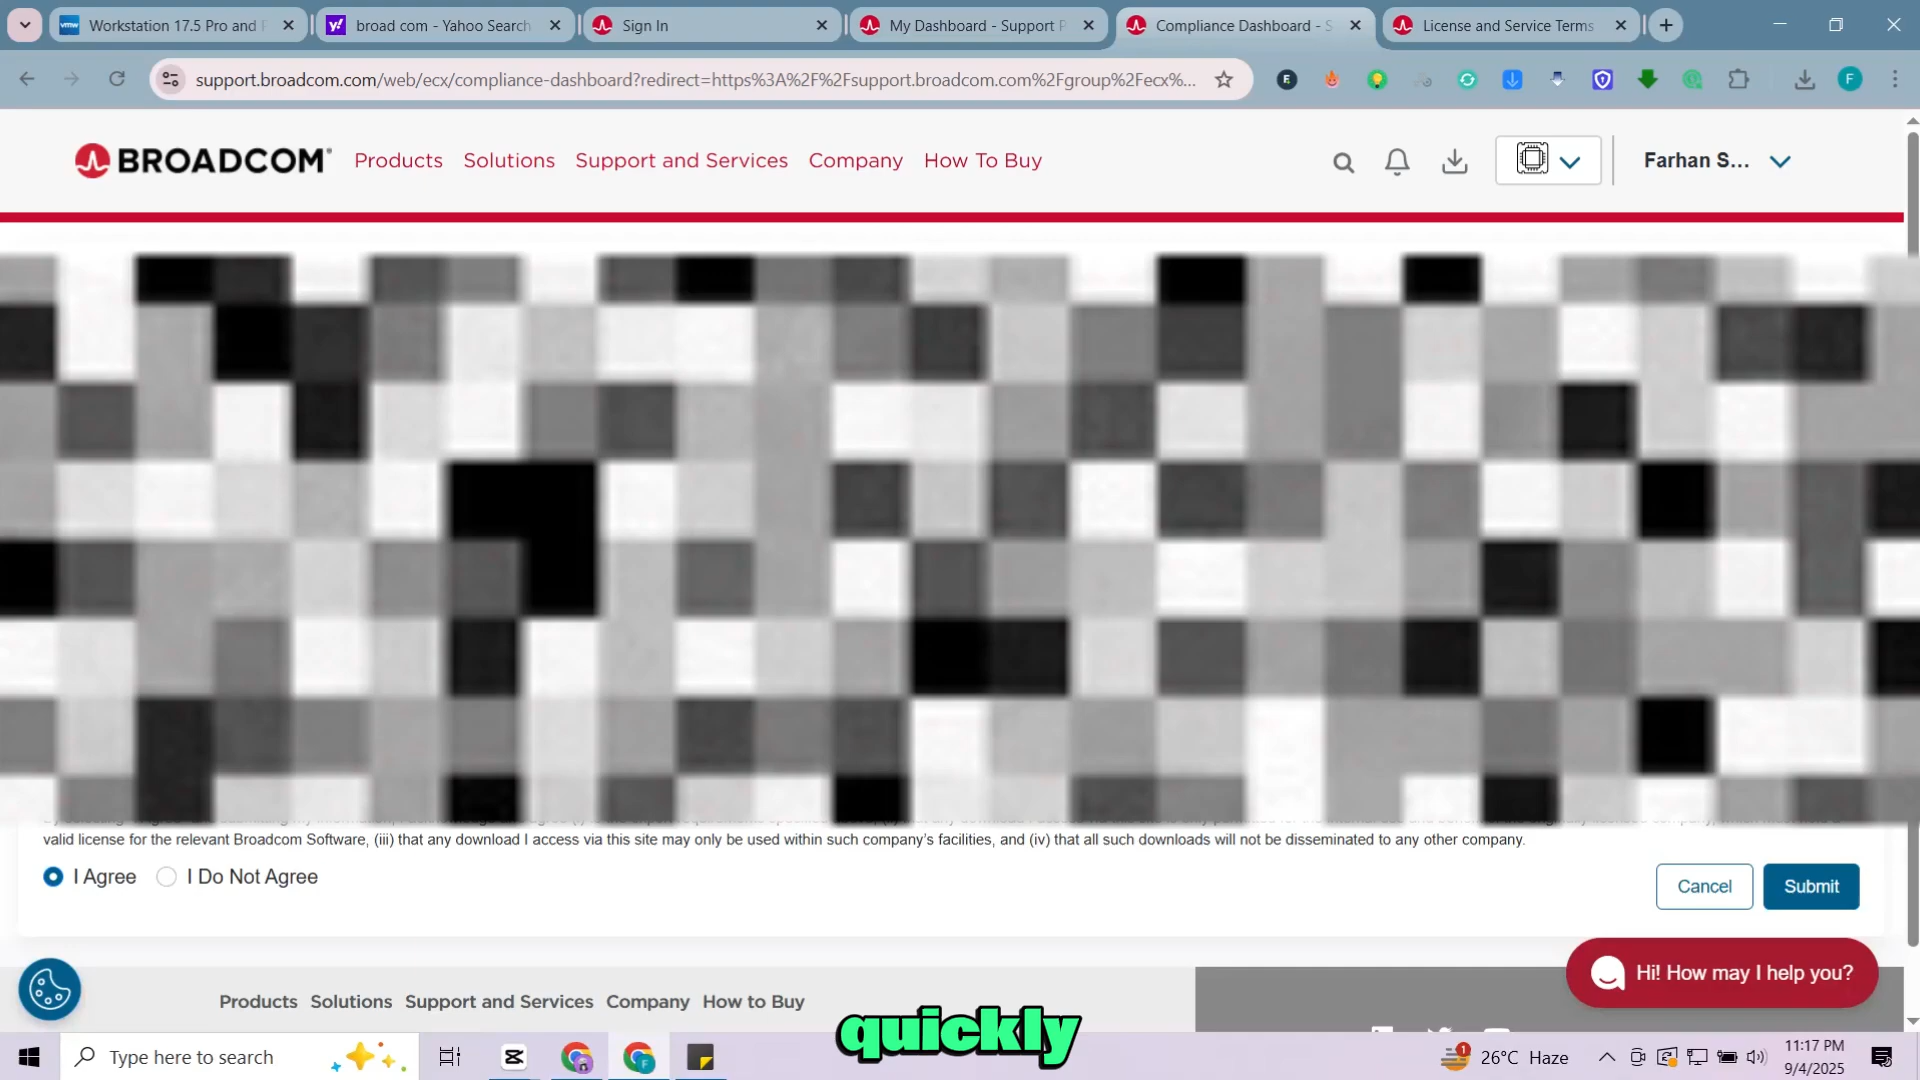 Workstation 17.5 Pro and F
broad com - Yahoo Search
Sign In
My Dashboard - Support P
Compliance Dashboard - S
License and Service Terms
support.broadcom.com/web/ecx/compliance-dashboard?redirect=https%3A%2F%2Fsupport.broadcom.com%2Fgroup%2Fecx%...
BROADCOM
Products Solutions Support and Services Company How To Buy
Farhan S...
valid license for the relevant Broadcom Software, (iii) that any download I access via this site may only be used within such company's facilities, and (iv) that all such downloads will not be disseminated to any other company.
I Agree I Do Not Agree
Cancel Submit
Hi! How may I help you?
Products Solutions Support and Services Company How to Buy
quickly
Type here to search
26°C Haze
11:17 PM
9/4/2025